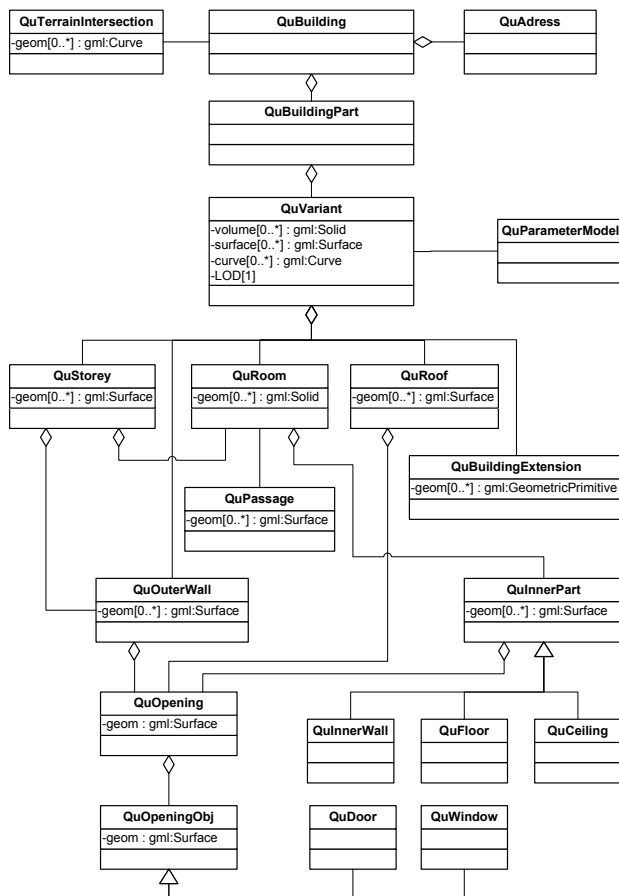 QuTerrainIntersection
-geom[0..*] : gml:Curve
QuBuilding
QuAdress
QuBuildingPart
QuVariant
-volume[0..*] : gml:Solid
-surface[0..*] : gml:Surface
-curve[0..*] : gml:Curve
-LOD[1]
QuParameterModel
QuStorey
-geom[0..*] : gml:Surface
QuRoom
-geom[0..*] : gml:Solid
QuRoof
-geom[0..*] : gml:Surface
QuBuildingExtension
-geom[0..*] : gml:GeometricPrimitive
QuPassage
-geom[0..*] : gml:Surface
QuOuterWall
-geom[0..*] : gml:Surface
QuInnerPart
-geom[0..*] : gml:Surface
QuOpening
-geom : gml:Surface
QuInnerWall
QuFloor
QuCeiling
QuOpeningObj
-geom : gml:Surface
QuDoor
QuWindow